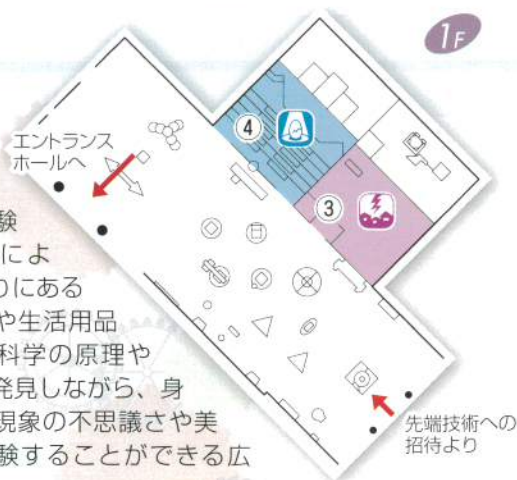 1F
エントランス
ホールへ
④
③
験
によ
りにある
や生活用品
科学の原理や
発見しながら、身
現象の不思議さや美
験することができる広
先端技術への
招待より